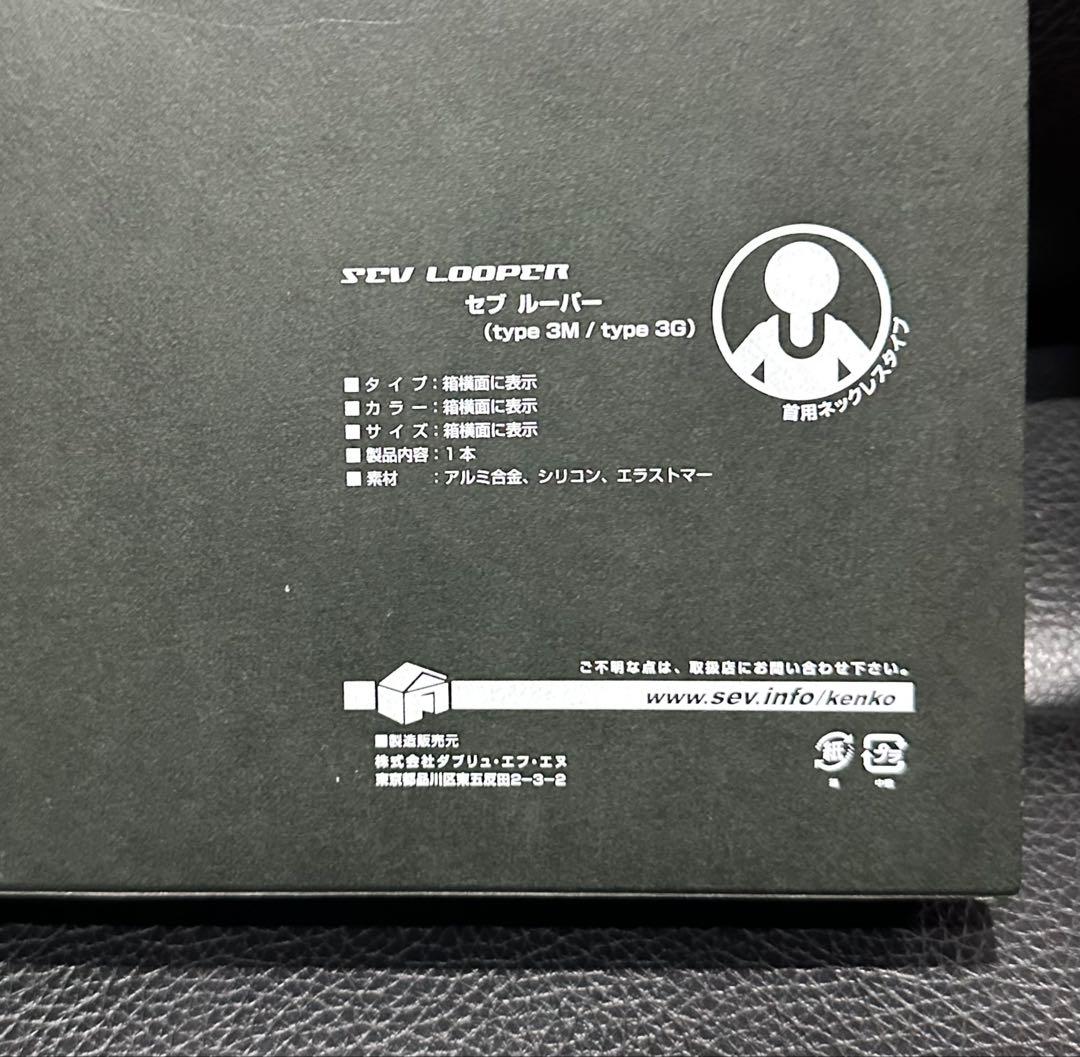 SEV LOOPER
セブ ルーパー
（type 3M / type 3G）
首用ネックレスタイプ
■タイプ：箱横面に表示
■カラー：箱横面に表示
■サイズ：箱横面に表示
■製品内容：1本
■素材　　：アルミ合金、シリコン、エラストマー
ご不明な点は、取扱店にお問い合わせ下さい。
www.sev.info/kenko
■製造販売元
株式会社ダブリュ・エフ・エヌ
東京都品川区東五反田2-3-2
紙 プラ
箱